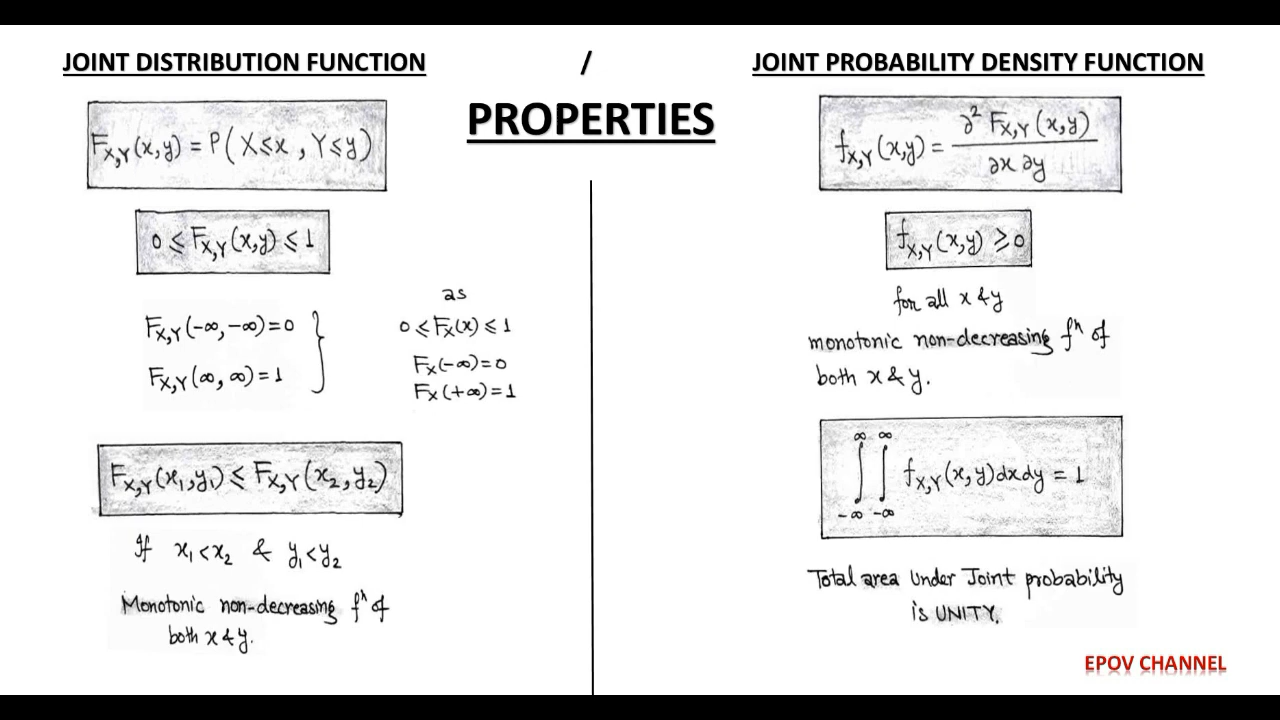 JOINT DISTRIBUTION FUNCTION
/
JOINT PROBABILITY DENSITY FUNCTION
PROPERTIES
F_{X,Y}(x,y) = P(X ⩽ x , Y ⩽ y)
0 ⩽ F_{X,Y}(x,y) ⩽ 1
F_{X,Y}(-∞,-∞) = 0
F_{X,Y}(∞, ∞) = 1
as
0 ⩽ F_X(x) ⩽ 1
F_X(-∞) = 0
F_X(+∞) = 1
F_{X,Y}(x₁,y₁) ⩽ F_{X,Y}(x₂, y₂)
If x₁ < x₂ & y₁ < y₂
Monotonic non-decreasing fⁿ of
both x & y.
f_{X,Y}(x,y) = ∂² F_{X,Y}(x,y) / ∂x ∂y
f_{X,Y}(x,y) ⩾ 0
for all x & y
monotonic non-decreasing fⁿ of
both x & y.
∫_{-∞}^{∞} ∫_{-∞}^{∞} f_{X,Y}(x,y) dx dy = 1
Total area Under Joint probability
is UNITY.
EPOV CHANNEL